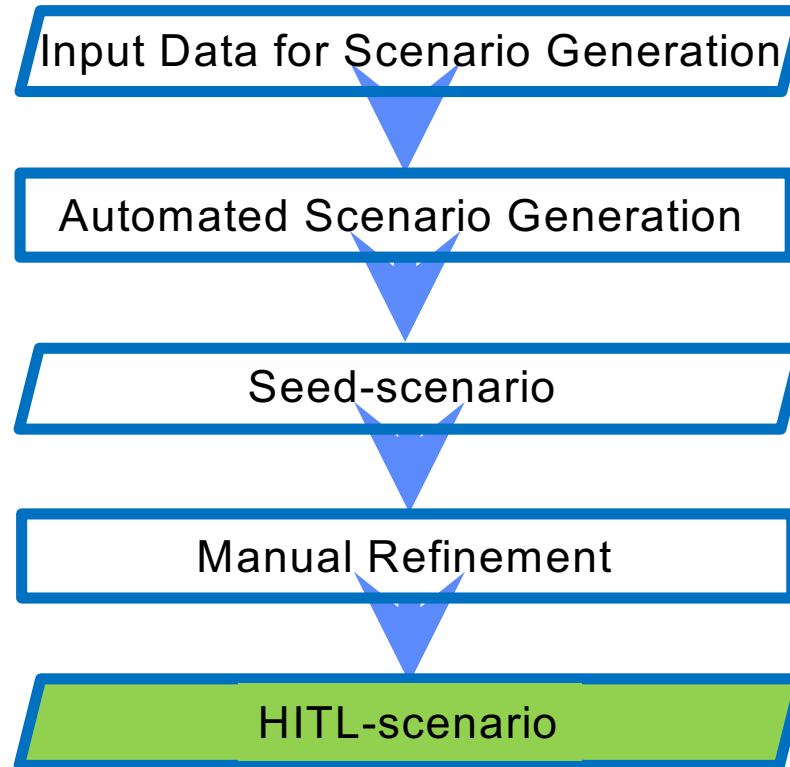 Input Data for Scenario Generation
Automated Scenario Generation
Seed-scenario
Manual Refinement
HITL-scenario